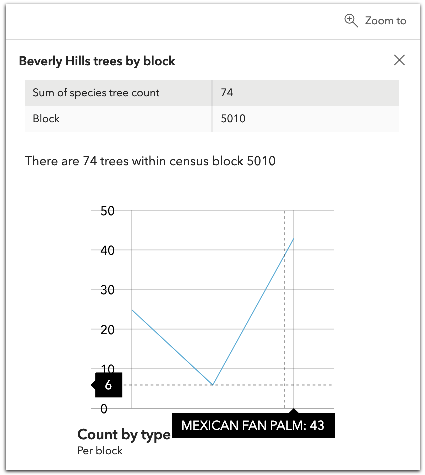 Zoom to
Beverly Hills trees by block
Sum of species tree count 74
Block 5010
There are 74 trees within census block 5010
50
40
30
20
10
6
0
MEXICAN FAN PALM: 43
Count by type
Per block